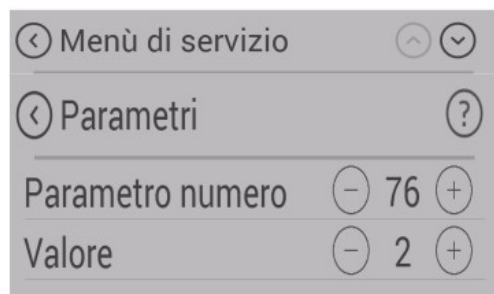 Menù di servizio
Parametri ?
Parametro numero - 76 +
Valore - 2 +